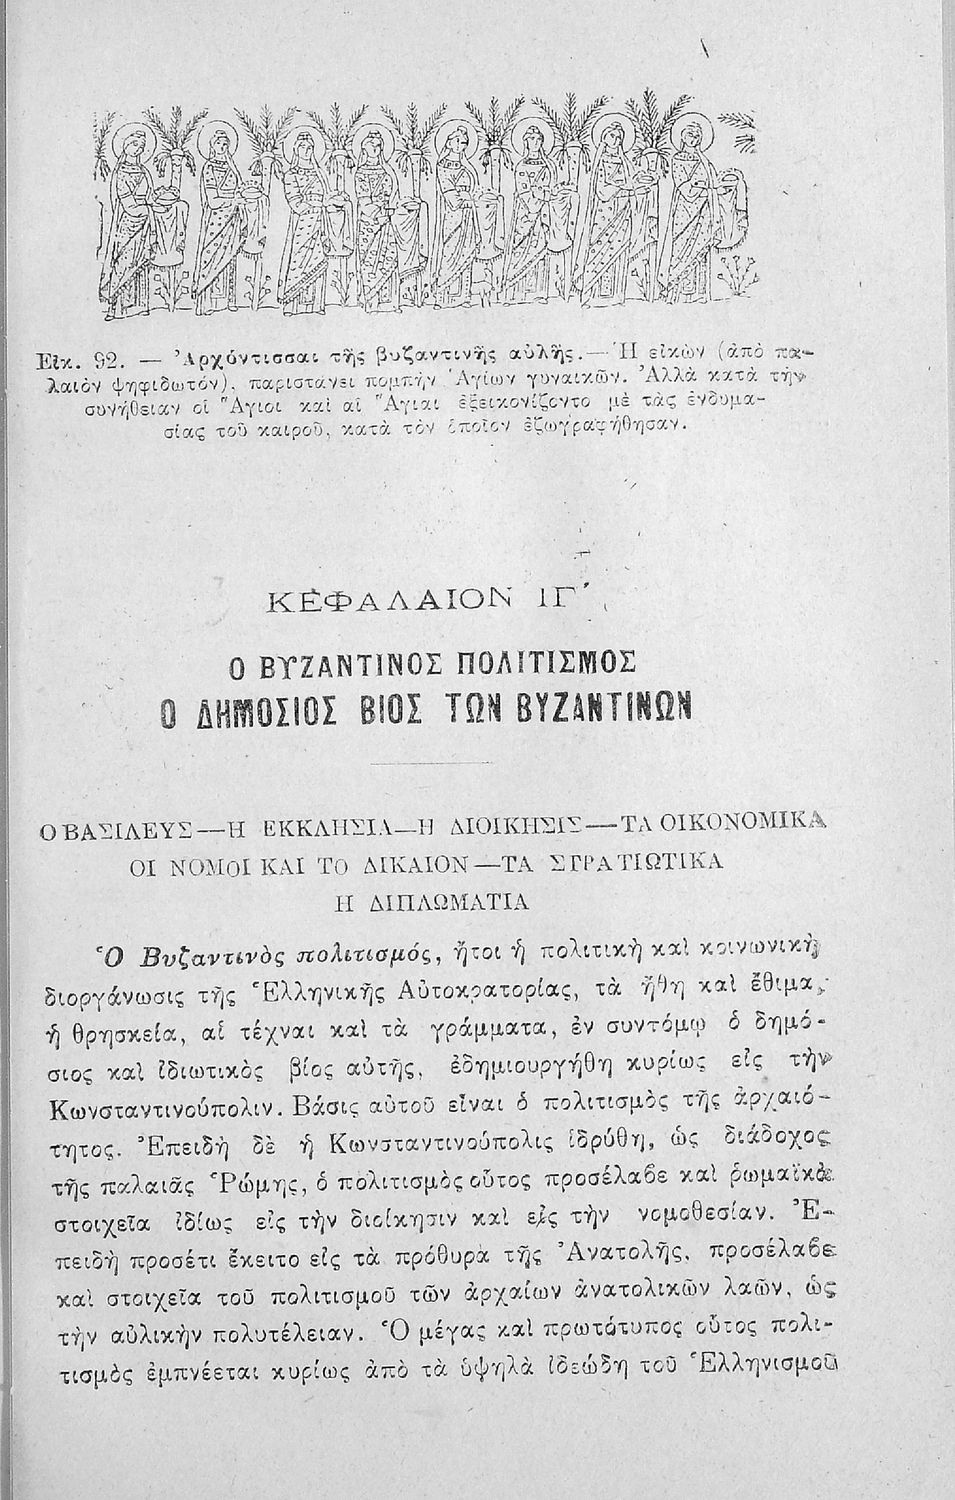 Εἰκ. 92. — Ἀρχόντισσαι τῆς βυζαντινῆς αὐλῆς.— Ἡ εἰκὼν (ἀπὸ πα-
λαιὸν ψηφιδωτόν), παριστάνει πομπὴν Ἁγίων γυναικῶν. Ἀλλὰ κατὰ τὴν
συνήθειαν οἱ Ἅγιοι καὶ αἱ Ἅγιαι ἐξεικονίζοντο μὲ τὰς ἐνδυμα-
σίας τοῦ καιροῦ, κατὰ τὸν ὁποῖον ἐζωγραφήθησαν.
ΚΕΦΑΛΑΙΟΝ ΙΓ΄
Ο ΒΥΖΑΝΤΙΝΟΣ ΠΟΛΙΤΙΣΜΟΣ
Ο ΔΗΜΟΣΙΟΣ ΒΙΟΣ ΤΩΝ ΒΥΖΑΝΤΙΝΩΝ
Ο ΒΑΣΙΛΕΥΣ—Η ΕΚΚΛΗΣΙΑ—Η ΔΙΟΙΚΗΣΙΣ—ΤΑ ΟΙΚΟΝΟΜΙΚΑ
ΟΙ ΝΟΜΟΙ ΚΑΙ ΤΟ ΔΙΚΑΙΟΝ—ΤΑ ΣΤΡΑΤΙΩΤΙΚΑ
Η ΔΙΠΛΩΜΑΤΙΑ
Ὁ Βυζαντινὸς πολιτισμός, ἤτοι ἡ πολιτικὴ καὶ κοινωνικὴ
διοργάνωσις τῆς Ἑλληνικῆς Αὐτοκρατορίας, τὰ ἤθη καὶ ἔθιμα,
ἡ θρησκεία, αἱ τέχναι καὶ τὰ γράμματα, ἐν συντόμῳ ὁ δημό-
σιος καὶ ἰδιωτικὸς βίος αὐτῆς, ἐδημιουργήθη κυρίως εἰς τὴν
Κωνσταντινούπολιν. Βάσις αὐτοῦ εἶναι ὁ πολιτισμὸς τῆς ἀρχαιό-
τητος. Ἐπειδὴ δὲ ἡ Κωνσταντινούπολις ἱδρύθη, ὡς διάδοχος
τῆς παλαιᾶς Ῥώμης, ὁ πολιτισμὸς οὗτος προσέλαβε καὶ ῥωμαϊκὰ
στοιχεῖα ἰδίως εἰς τὴν διοίκησιν καὶ εἰς τὴν νομοθεσίαν. Ἐ-
πειδὴ προσέτι ἔκειτο εἰς τὰ πρόθυρα τῆς Ἀνατολῆς, προσέλαβε
καὶ στοιχεῖα τοῦ πολιτισμοῦ τῶν ἀρχαίων ἀνατολικῶν λαῶν, ὡς
τὴν αὐλικὴν πολυτέλειαν. Ὁ μέγας καὶ πρωτότυπος οὗτος πολι-
τισμὸς ἐμπνέεται κυρίως ἀπὸ τὰ ὑψηλὰ ἰδεώδη τοῦ Ἑλληνισμοῦ